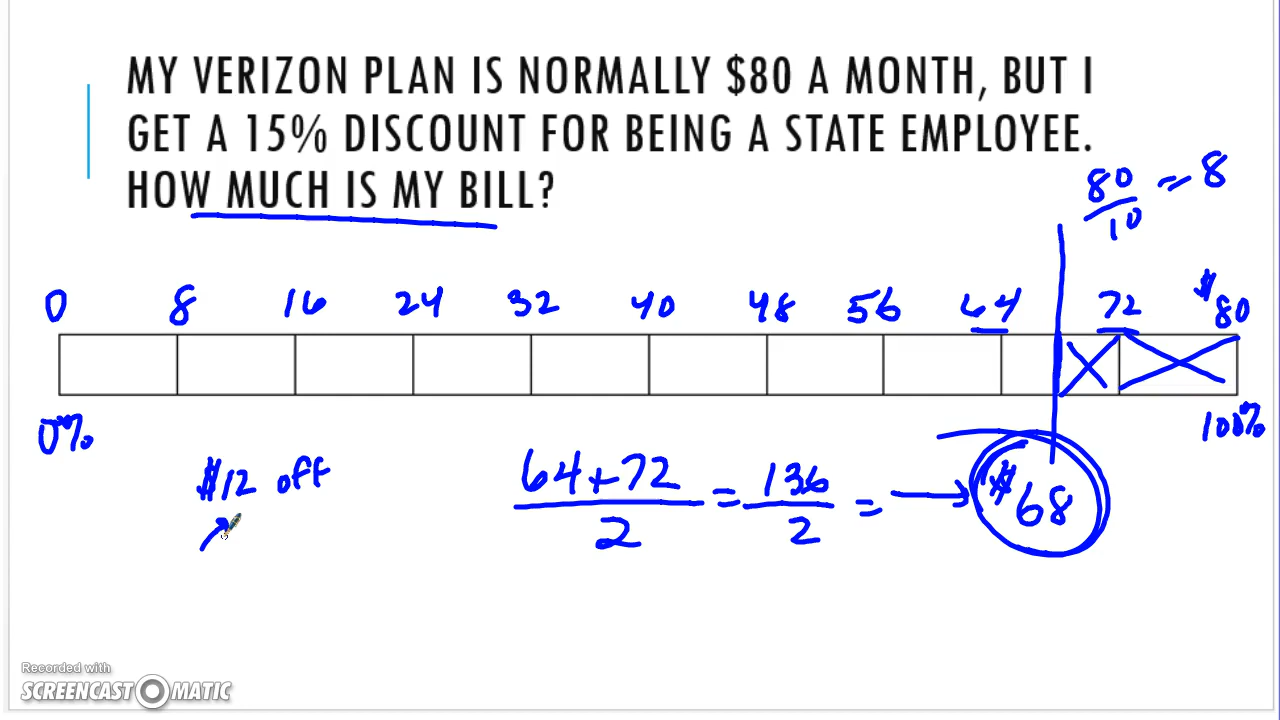 MY VERIZON PLAN IS NORMALLY $80 A MONTH, BUT I
GET A 15% DISCOUNT FOR BEING A STATE EMPLOYEE.
HOW MUCH IS MY BILL?
80/10 = 8
0 8 16 24 32 40 48 56 64 72 $80
0% 100%
$12 off
64+72/2 = 136/2 = → $68
Recorded with
SCREENCAST O MATIC